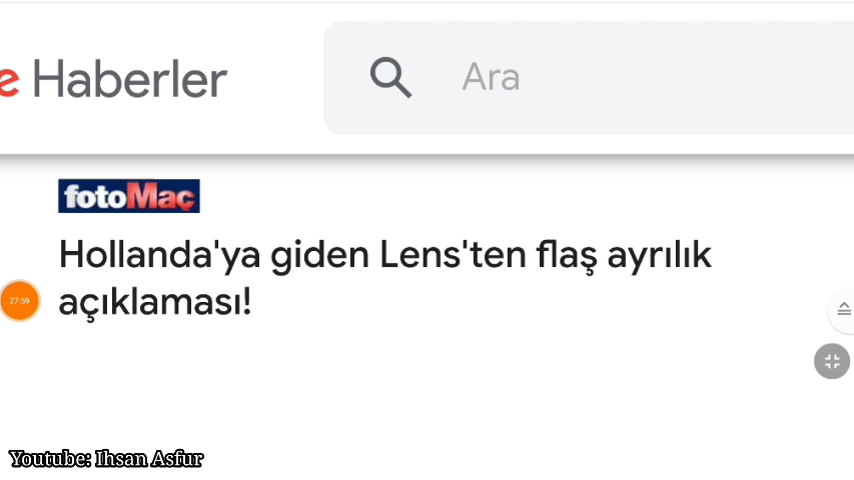 e Haberler
Ara
fotoMaç
Hollanda'ya giden Lens'ten flaş ayrılık
açıklaması!
27:59
Youtube: Ihsan Asfur